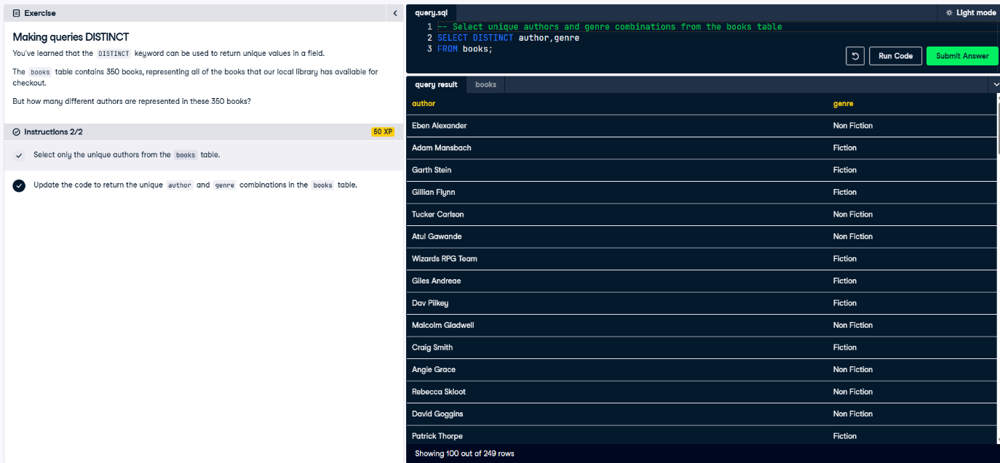 Exercise
Making queries DISTINCT
You've learned that the DISTINCT keyword can be used to return unique values in a field.
The books table contains 350 books, representing all of the books that our local library has available for
checkout.
But how many different authors are represented in these 350 books?
Instructions 2/2
50 XP
Select only the unique authors from the books table.
Update the code to return the unique author and genre combinations in the books table.
query.sql
Light mode
1 -- Select unique authors and genre combinations from the books table
2 SELECT DISTINCT author,genre
3 FROM books;
Run Code
Submit Answer
query result
books
author genre
Eben Alexander Non Fiction
Adam Mansbach Fiction
Garth Stein Fiction
Gillian Flynn Fiction
Tucker Carlson Non Fiction
Atul Gawande Non Fiction
Wizards RPG Team Fiction
Giles Andreae Fiction
Dav Pilkey Fiction
Malcolm Gladwell Non Fiction
Craig Smith Fiction
Angie Grace Non Fiction
Rebecca Skloot Non Fiction
David Goggins Non Fiction
Patrick Thorpe Fiction
Showing 100 out of 249 rows